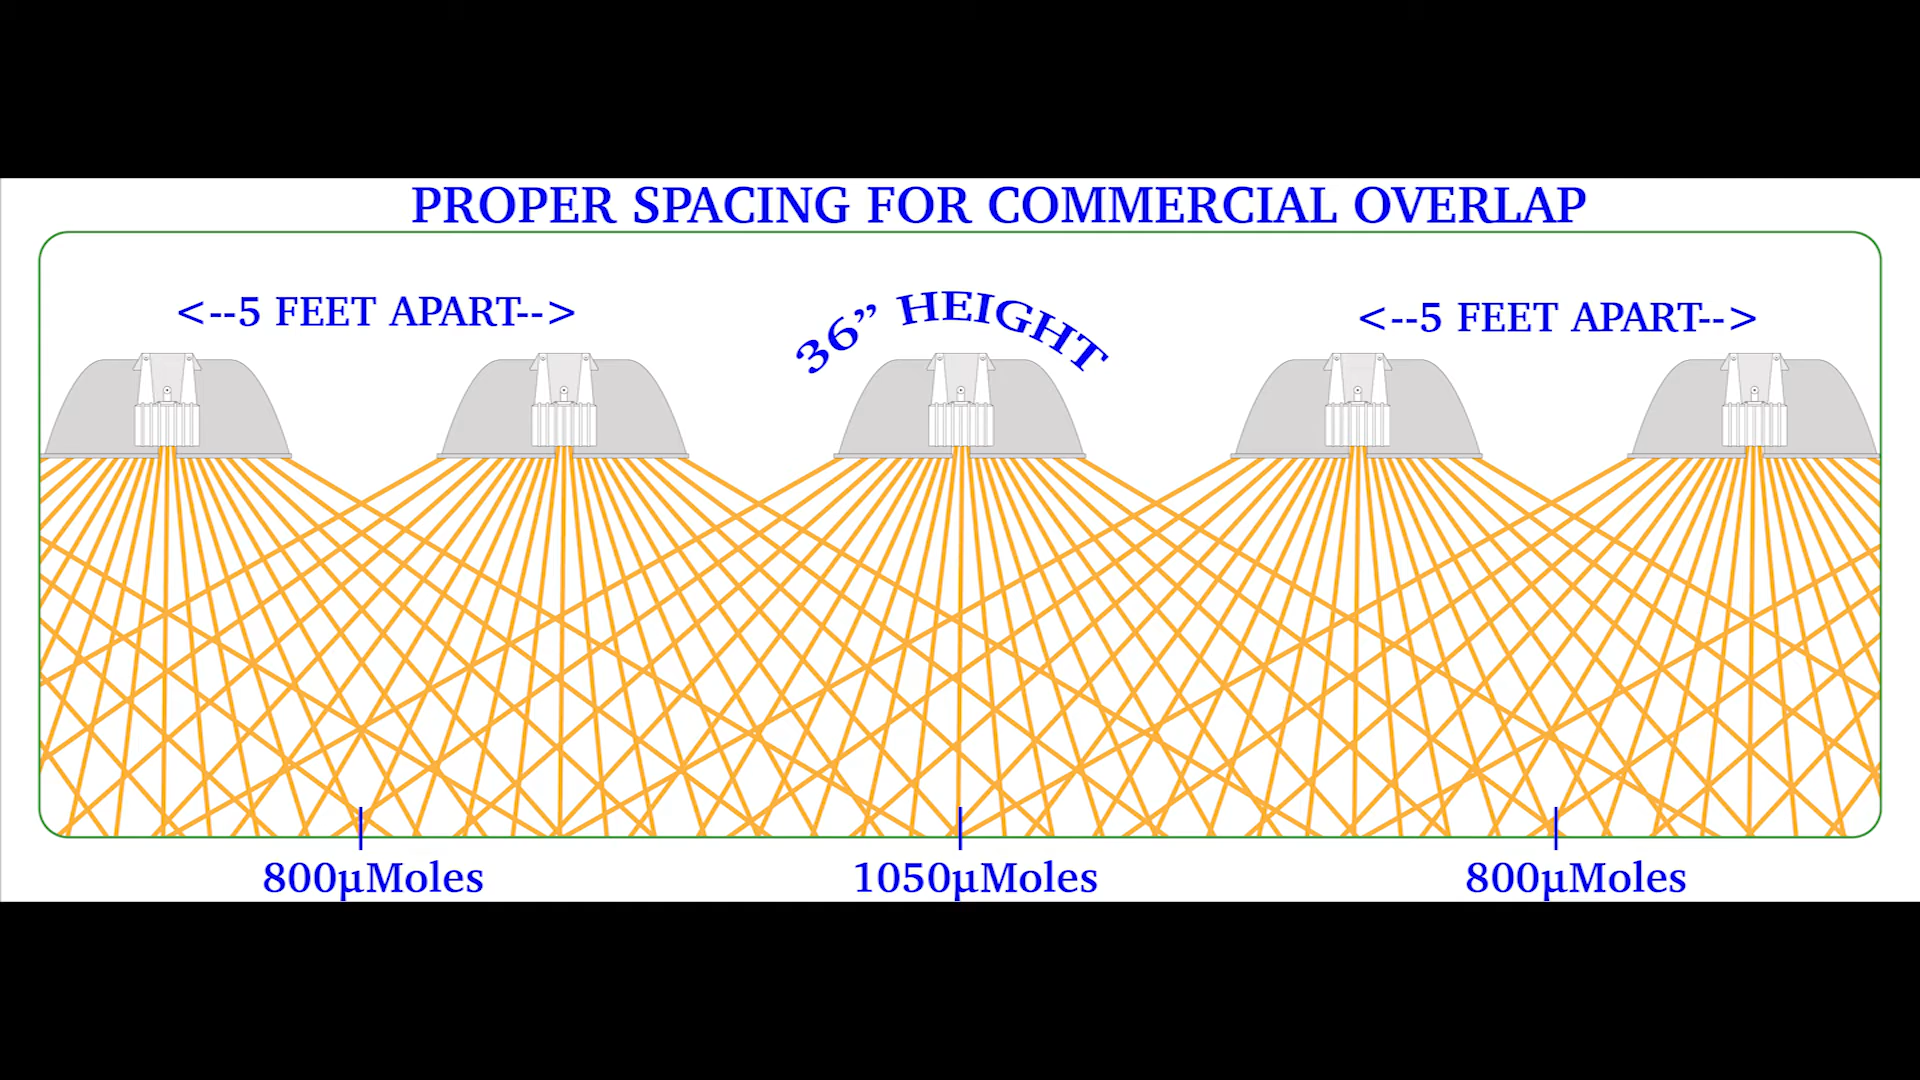 PROPER SPACING FOR COMMERCIAL OVERLAP
<--5 FEET APART-->
36” HEIGHT
<--5 FEET APART-->
800µMoles
1050µMoles
800µMoles